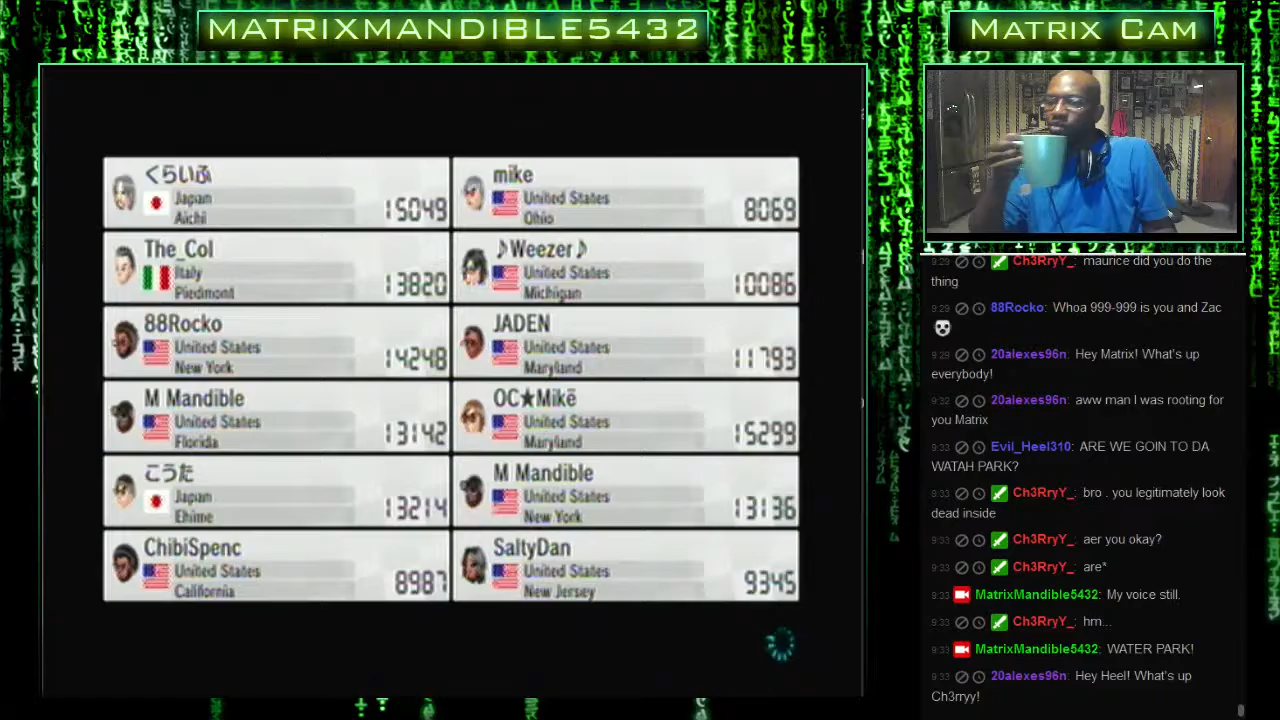 MATRIXMANDIBLE5432
MATRIX CAM
くらいふ
Japan
Aichi
15049
mike
United States
Ohio
8069
The_Col
Italy
Piedmont
13820
♪Weezer♪
United States
Michigan
10086
88Rocko
United States
New York
14248
JADEN
United States
Maryland
11793
M Mandible
United States
Florida
13142
OC★Mikē
United States
Maryland
15299
こうた
Japan
Ehime
13214
M Mandible
United States
New York
13136
ChibiSpenc
United States
California
8987
SaltyDan
United States
New Jersey
9345
9:29 Ch3RryY_: maurice did you do the
thing
9:29 88Rocko: Whoa 999-999 is you and Zac
9:29 20alexes96n: Hey Matrix! What's up
everybody!
9:32 20alexes96n: aww man I was rooting for
you Matrix
9:33 Evil_Heel310: ARE WE GOIN TO DA
WATAH PARK?
9:33 Ch3RryY_: bro . you legitimately look
dead inside
9:33 Ch3RryY_: aer you okay?
9:33 Ch3RryY_: are*
9:33 MatrixMandible5432: My voice still.
9:33 Ch3RryY_: hm...
9:33 MatrixMandible5432: WATER PARK!
9:33 20alexes96n: Hey Heel! What's up
Ch3rryy!